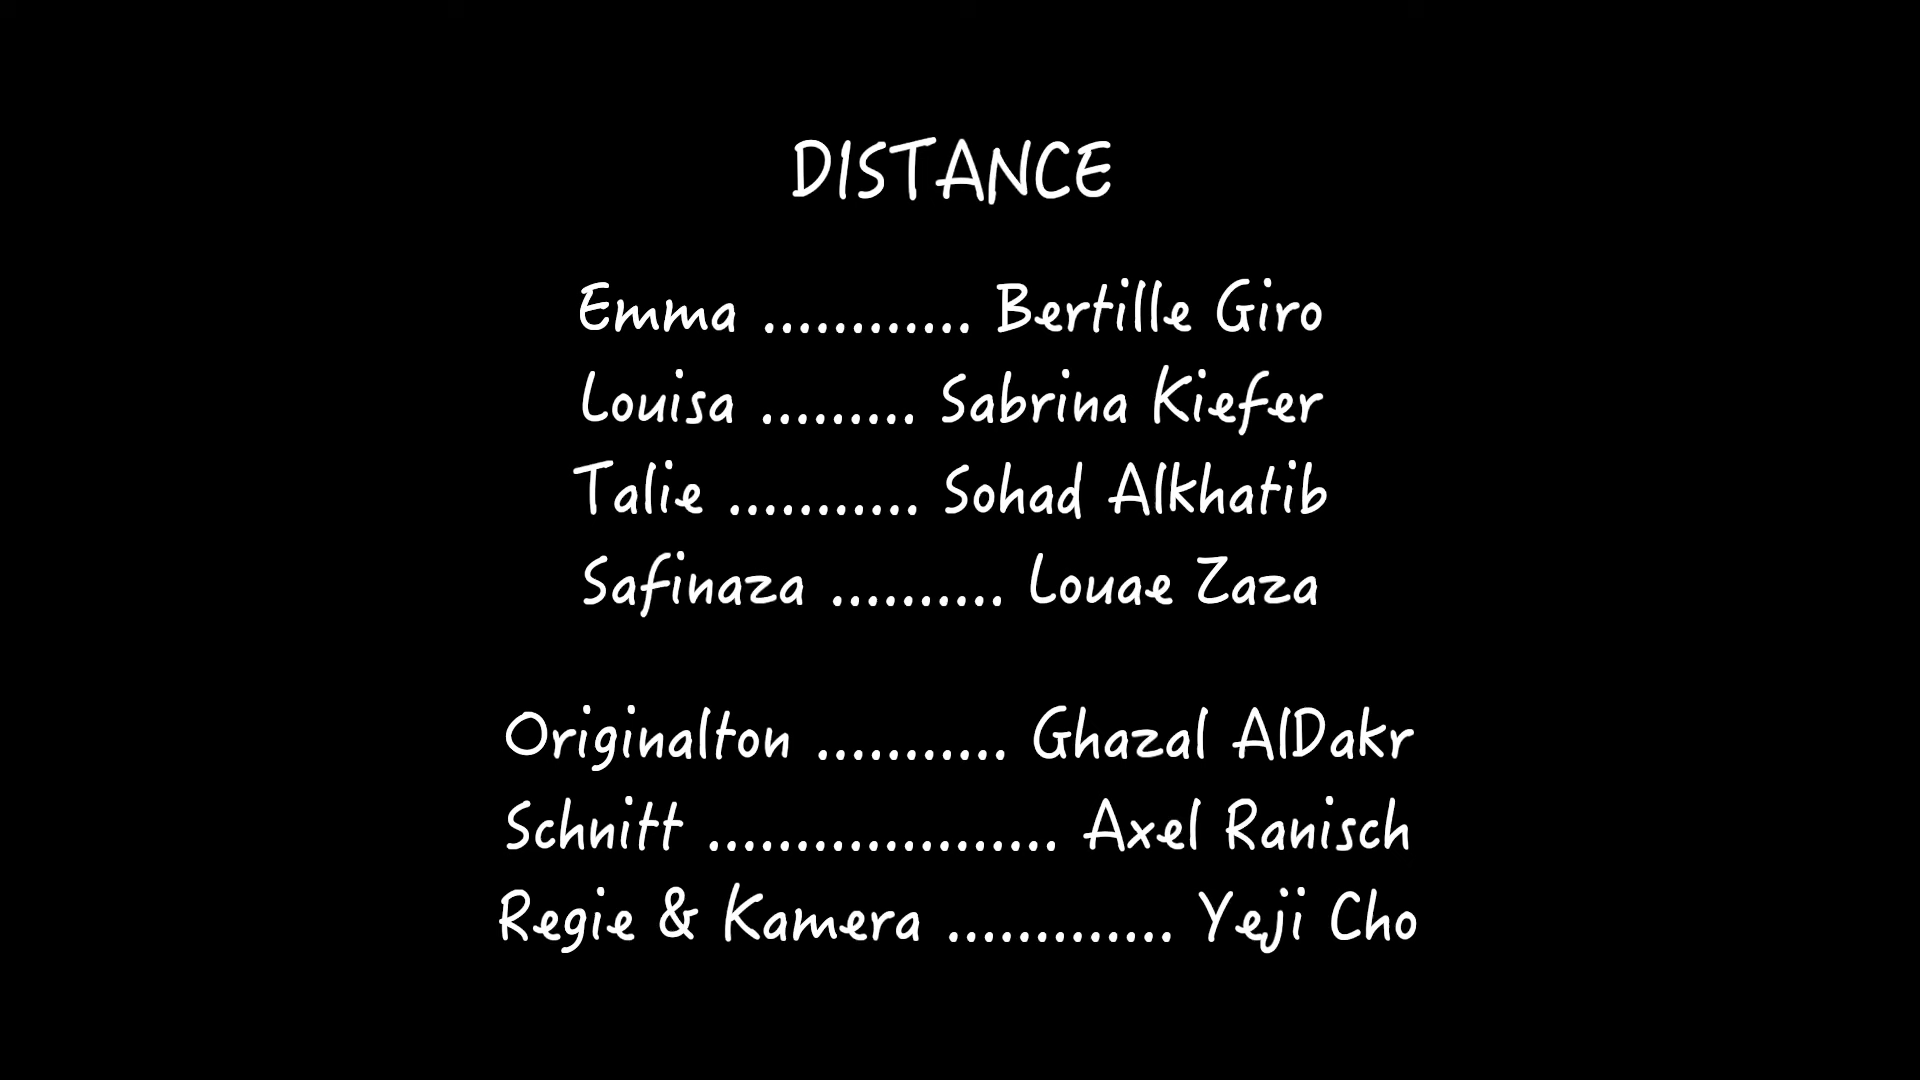 DISTANCE
Emma ............ Bertille Giro
Louisa ......... Sabrina Kiefer
Talie ........... Sohad Alkhatib
Safinaza .......... Louae Zaza
Originalton ........... Ghazal AlDakr
Schnitt .................... Axel Ranisch
Regie & Kamera ............. Yeji Cho